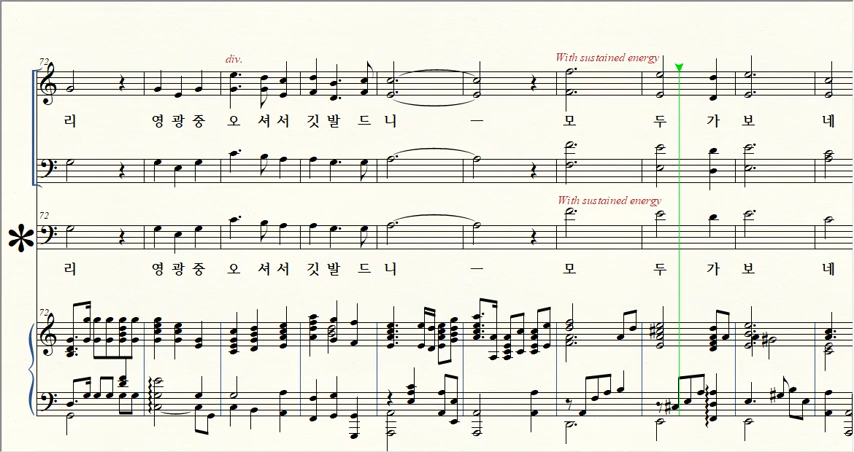 72
div.
With sustained energy
리 영 광 중 오 셔 서 깃 발 드 니 — 모 두 가 보 네
72
With sustained energy
리 영 광 중 오 셔 서 깃 발 드 니 — 모 두 가 보 네
72